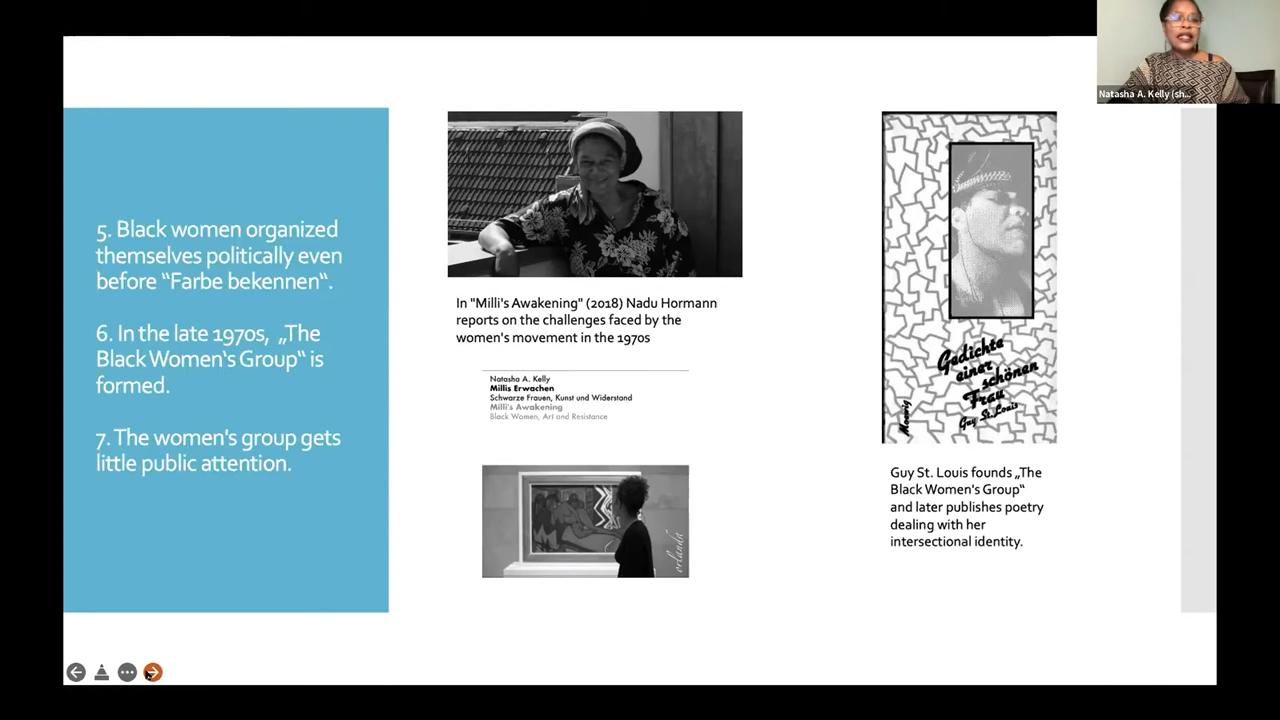 Natasha A. Kelly (sh...
5. Black women organized
themselves politically even
before “Farbe bekennen“.
6. In the late 1970s, „The
Black Women‘s Group“ is
formed.
7. The women's group gets
little public attention.
In "Milli's Awakening" (2018) Nadu Hormann
reports on the challenges faced by the
women's movement in the 1970s
Natasha A. Kelly
Millis Erwachen
Schwarze Frauen, Kunst und Widerstand
Milli's Awakening
Black Women, Art and Resistance
orlanda
Gedichte
einer
schönen
Frau
Guy St. Louis
Moewig
Guy St. Louis founds „The
Black Women's Group“
and later publishes poetry
dealing with her
intersectional identity.